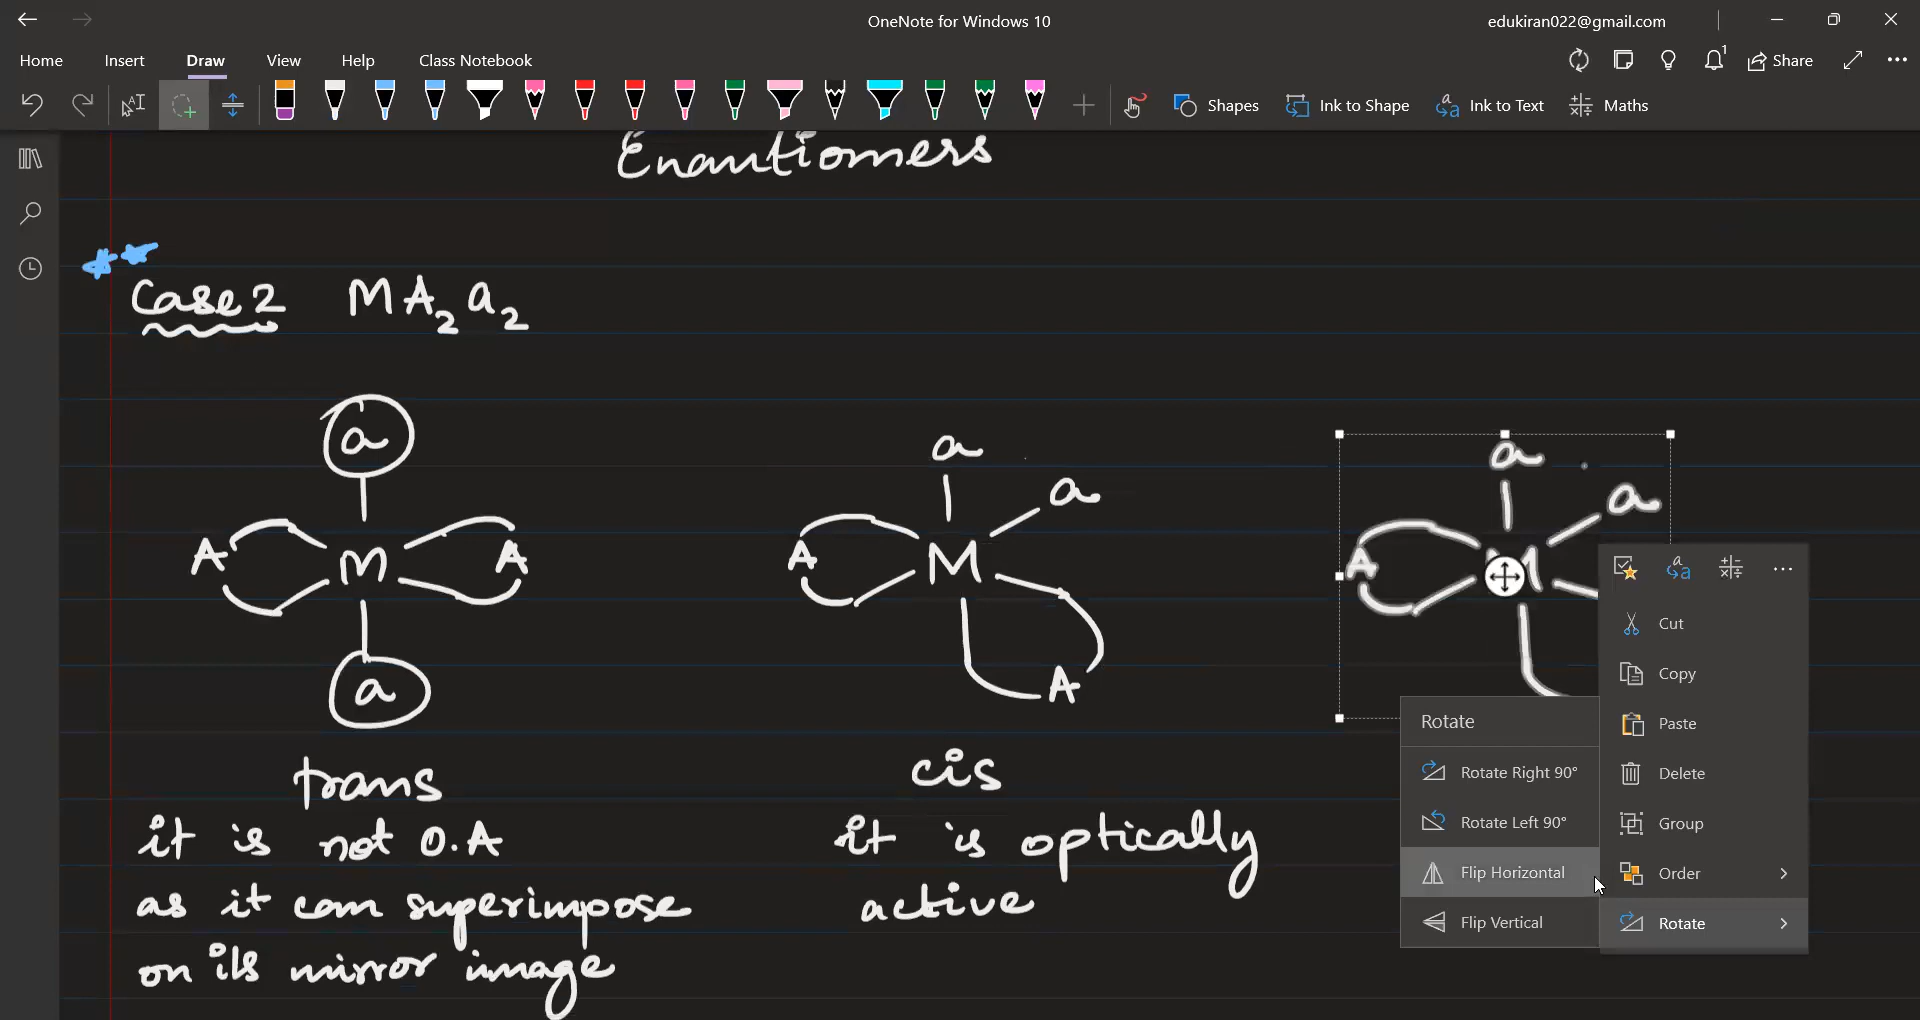 OneNote for Windows 10
edukiran022@gmail.com
Home Insert Draw View Help Class Notebook
1 Share
Shapes Ink to Shape Ink to Text Maths
Enantiomers
Case 2 MA2a2
a
A M A
a
a
a
A M
A
a
a
A M
Cut
Copy
Paste
Delete
Group
Order
Rotate
Rotate
Rotate Right 90°
Rotate Left 90°
Flip Horizontal
Flip Vertical
trans
it is not O.A
as it can superimpose
on its mirror image
cis
it is optically
active